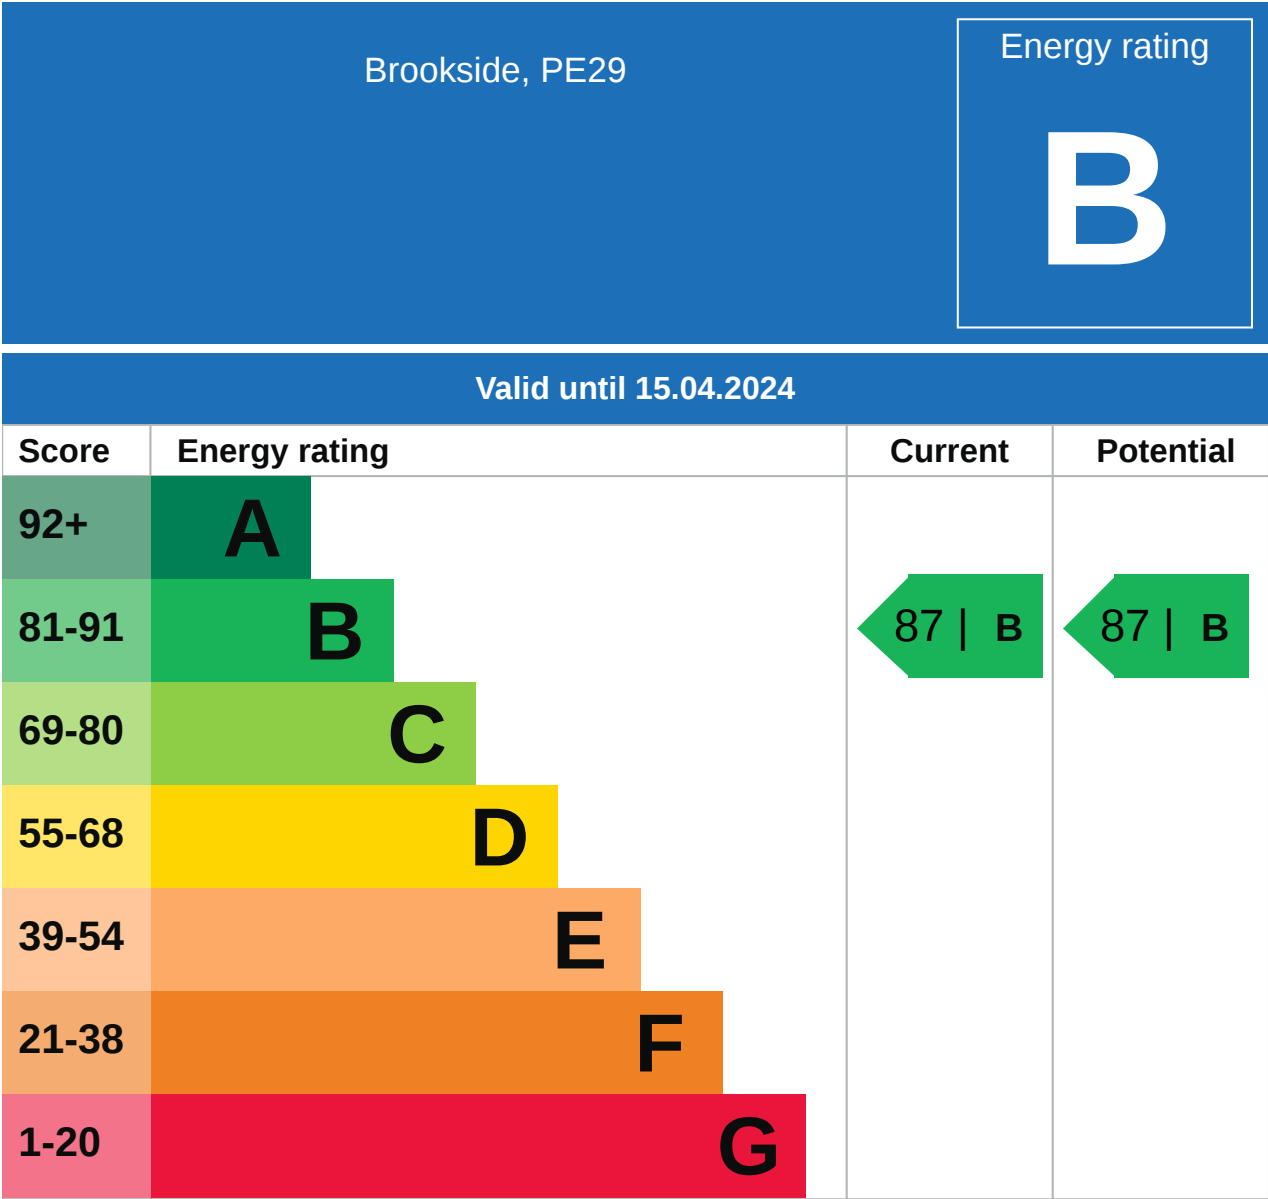 Brookside, PE29
Energy rating
B
Valid until 15.04.2024
Score Energy rating Current Potential
92+ A
81-91 B 87 | B 87 | B
69-80 C
55-68 D
39-54 E
21-38 F
1-20 G